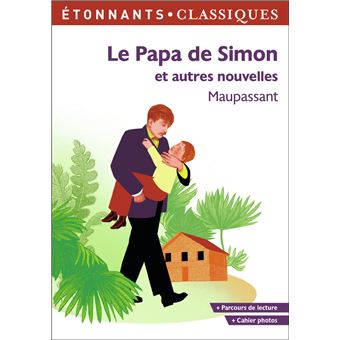 ÉTONNANTS • CLASSIQUES
Le Papa de Simon
et autres nouvelles
Maupassant
+ Parcours de lecture
+ Cahier photos